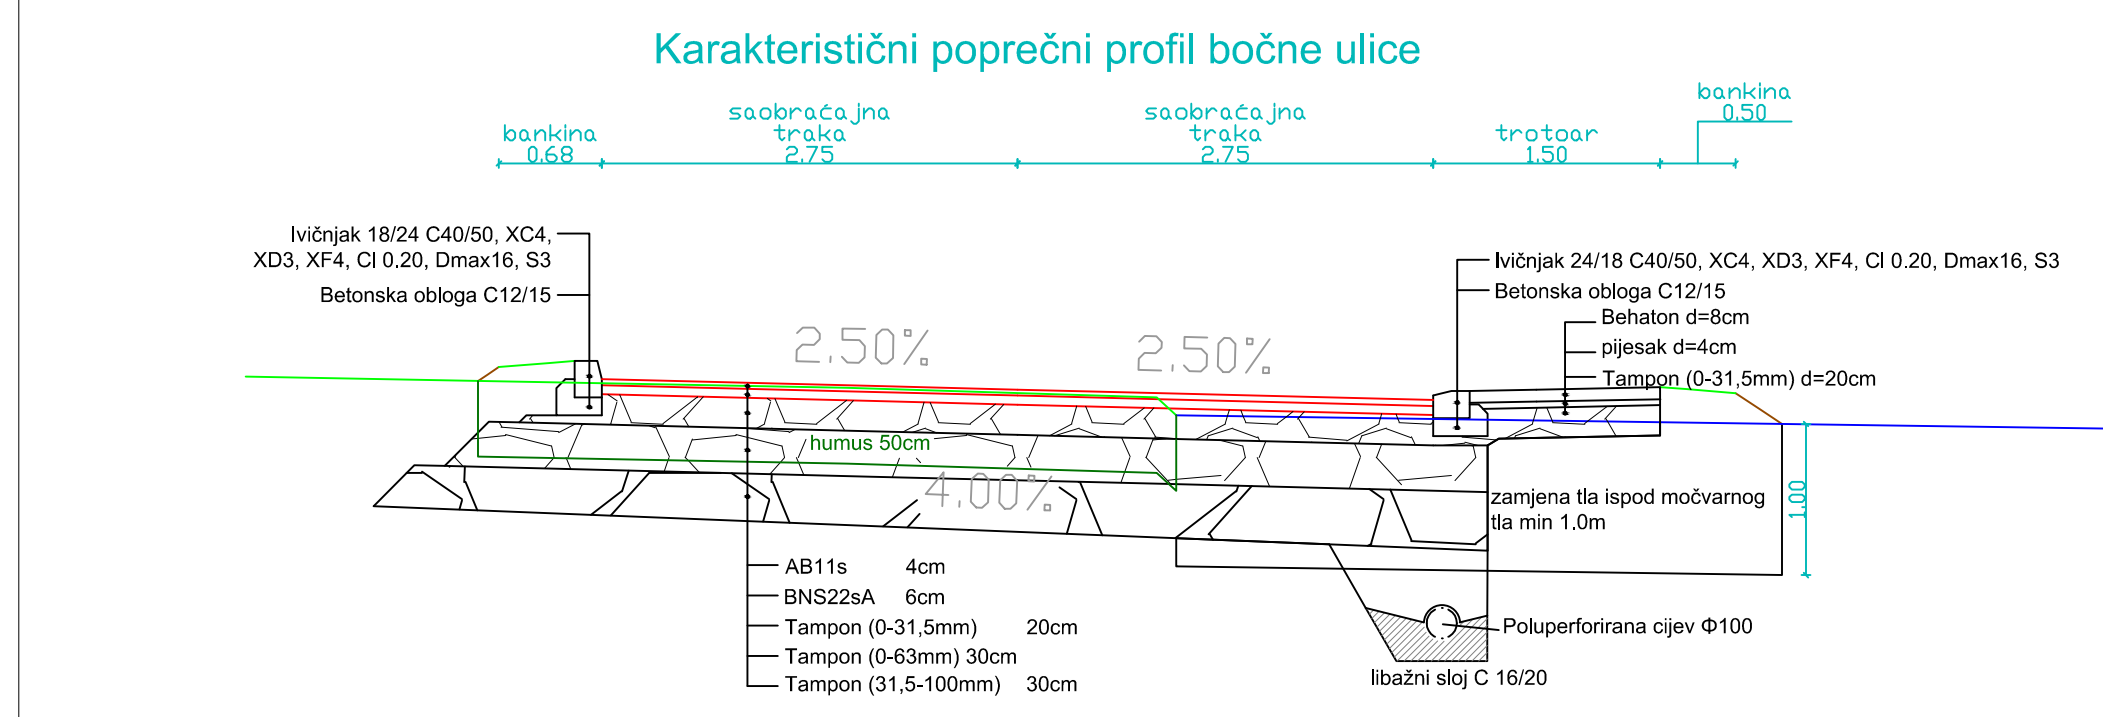 Karakteristični poprečni profil bočne ulice
bankina
0.68
saobraćajna
traka
2.75
saobraćajna
traka
2.75
trotoar
1.50
bankina
0.50
Ivičnjak 18/24 C40/50, XC4,
XD3, XF4, Cl 0.20, Dmax16, S3
Betonska obloga C12/15
Ivičnjak 24/18 C40/50, XC4, XD3, XF4, Cl 0.20, Dmax16, S3
Betonska obloga C12/15
Behaton d=8cm
pijesak d=4cm
Tampon (0-31,5mm) d=20cm
2.50%
2.50%
humus 50cm
4.00%
zamjena tla ispod močvarnog
tla min 1.0m
1.00
AB11s 4cm
BNS22sA 6cm
Tampon (0-31,5mm) 20cm
Tampon (0-63mm) 30cm
Tampon (31,5-100mm) 30cm
Poluperforirana cijev Φ100
libažni sloj C 16/20